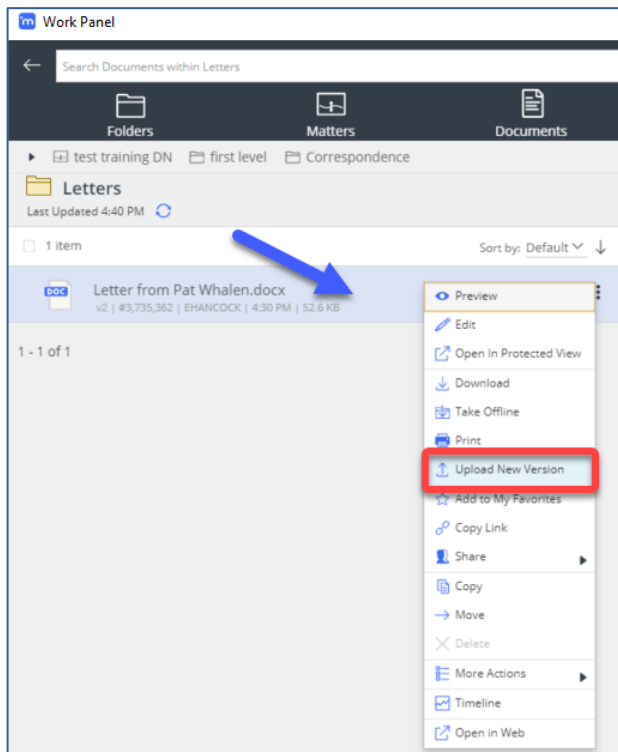 Work Panel
Search Documents within Letters
Folders
Matters
Documents
test training DN first level Correspondence
Letters
Last Updated 4:40 PM
1 item
Sort by: Default
DOC
Letter from Pat Whalen.docx
v2 | #3,735,362 | EHANCOCK | 4:30 PM | 52.6 KB
1 - 1 of 1
Preview
Edit
Open In Protected View
Download
Take Offline
Print
Upload New Version
Add to My Favorites
Copy Link
Share
Copy
Move
Delete
More Actions
Timeline
Open in Web